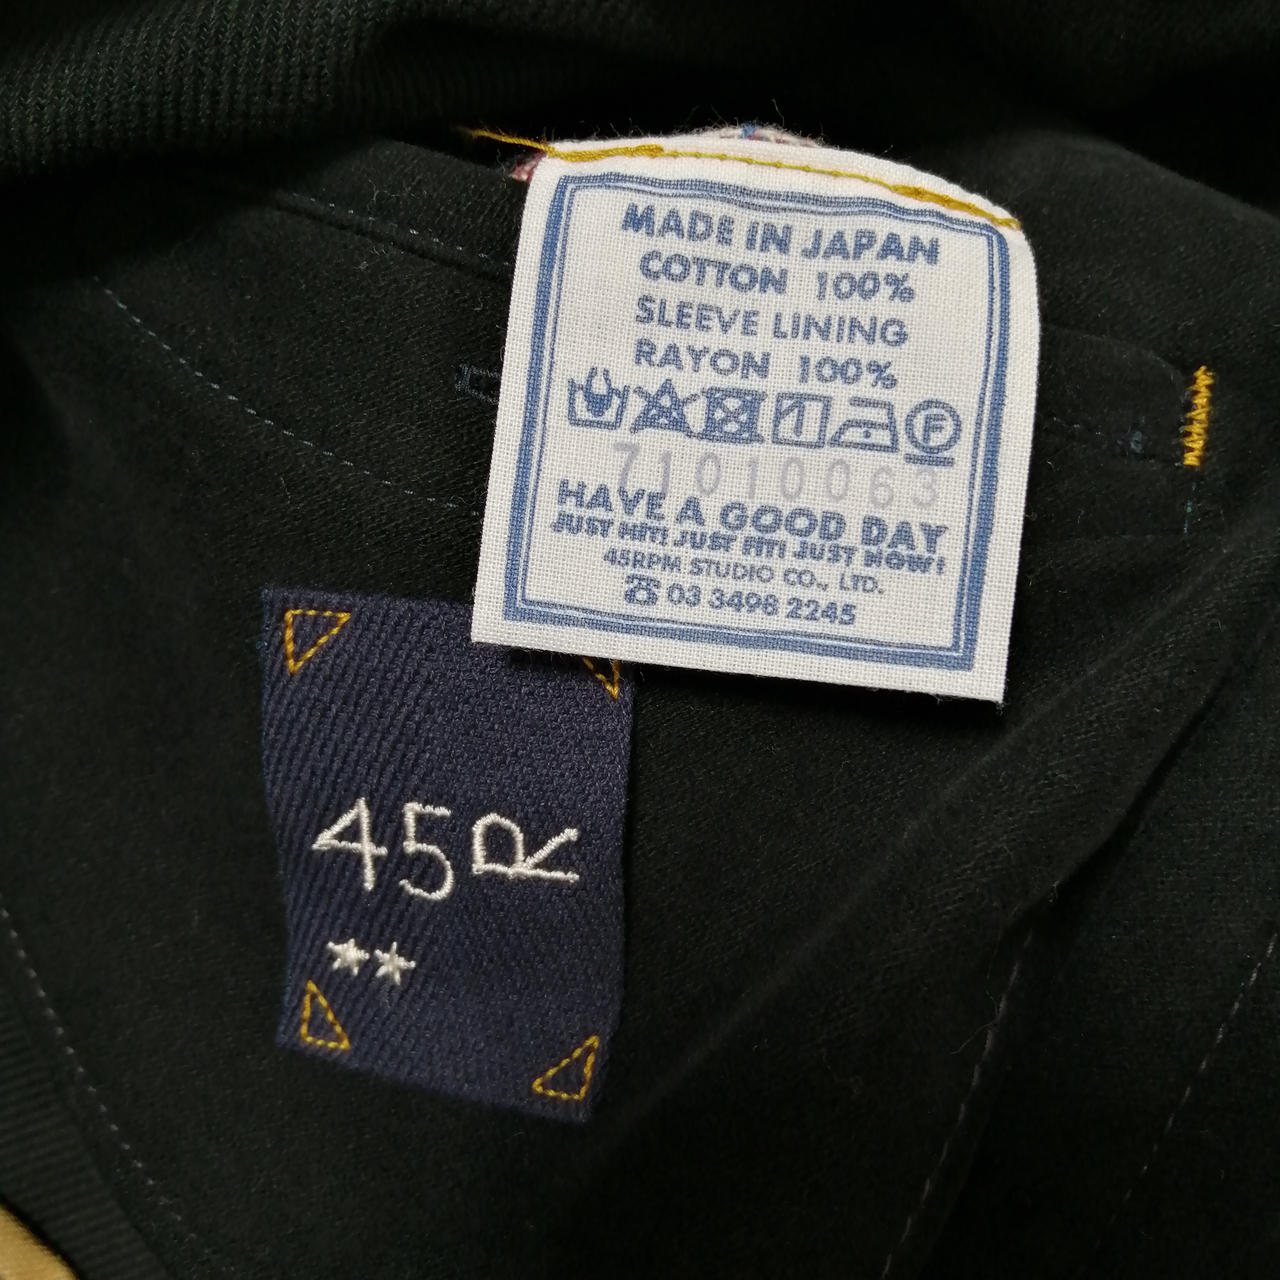 MADE IN JAPAN
COTTON 100%
SLEEVE LINING
RAYON 100%
F
71010063
HAVE A GOOD DAY
JUST HIT! JUST FIT! JUST NOW!
45RPM STUDIO CO., LTD.
☎ 03 3498 2245
45R
★★